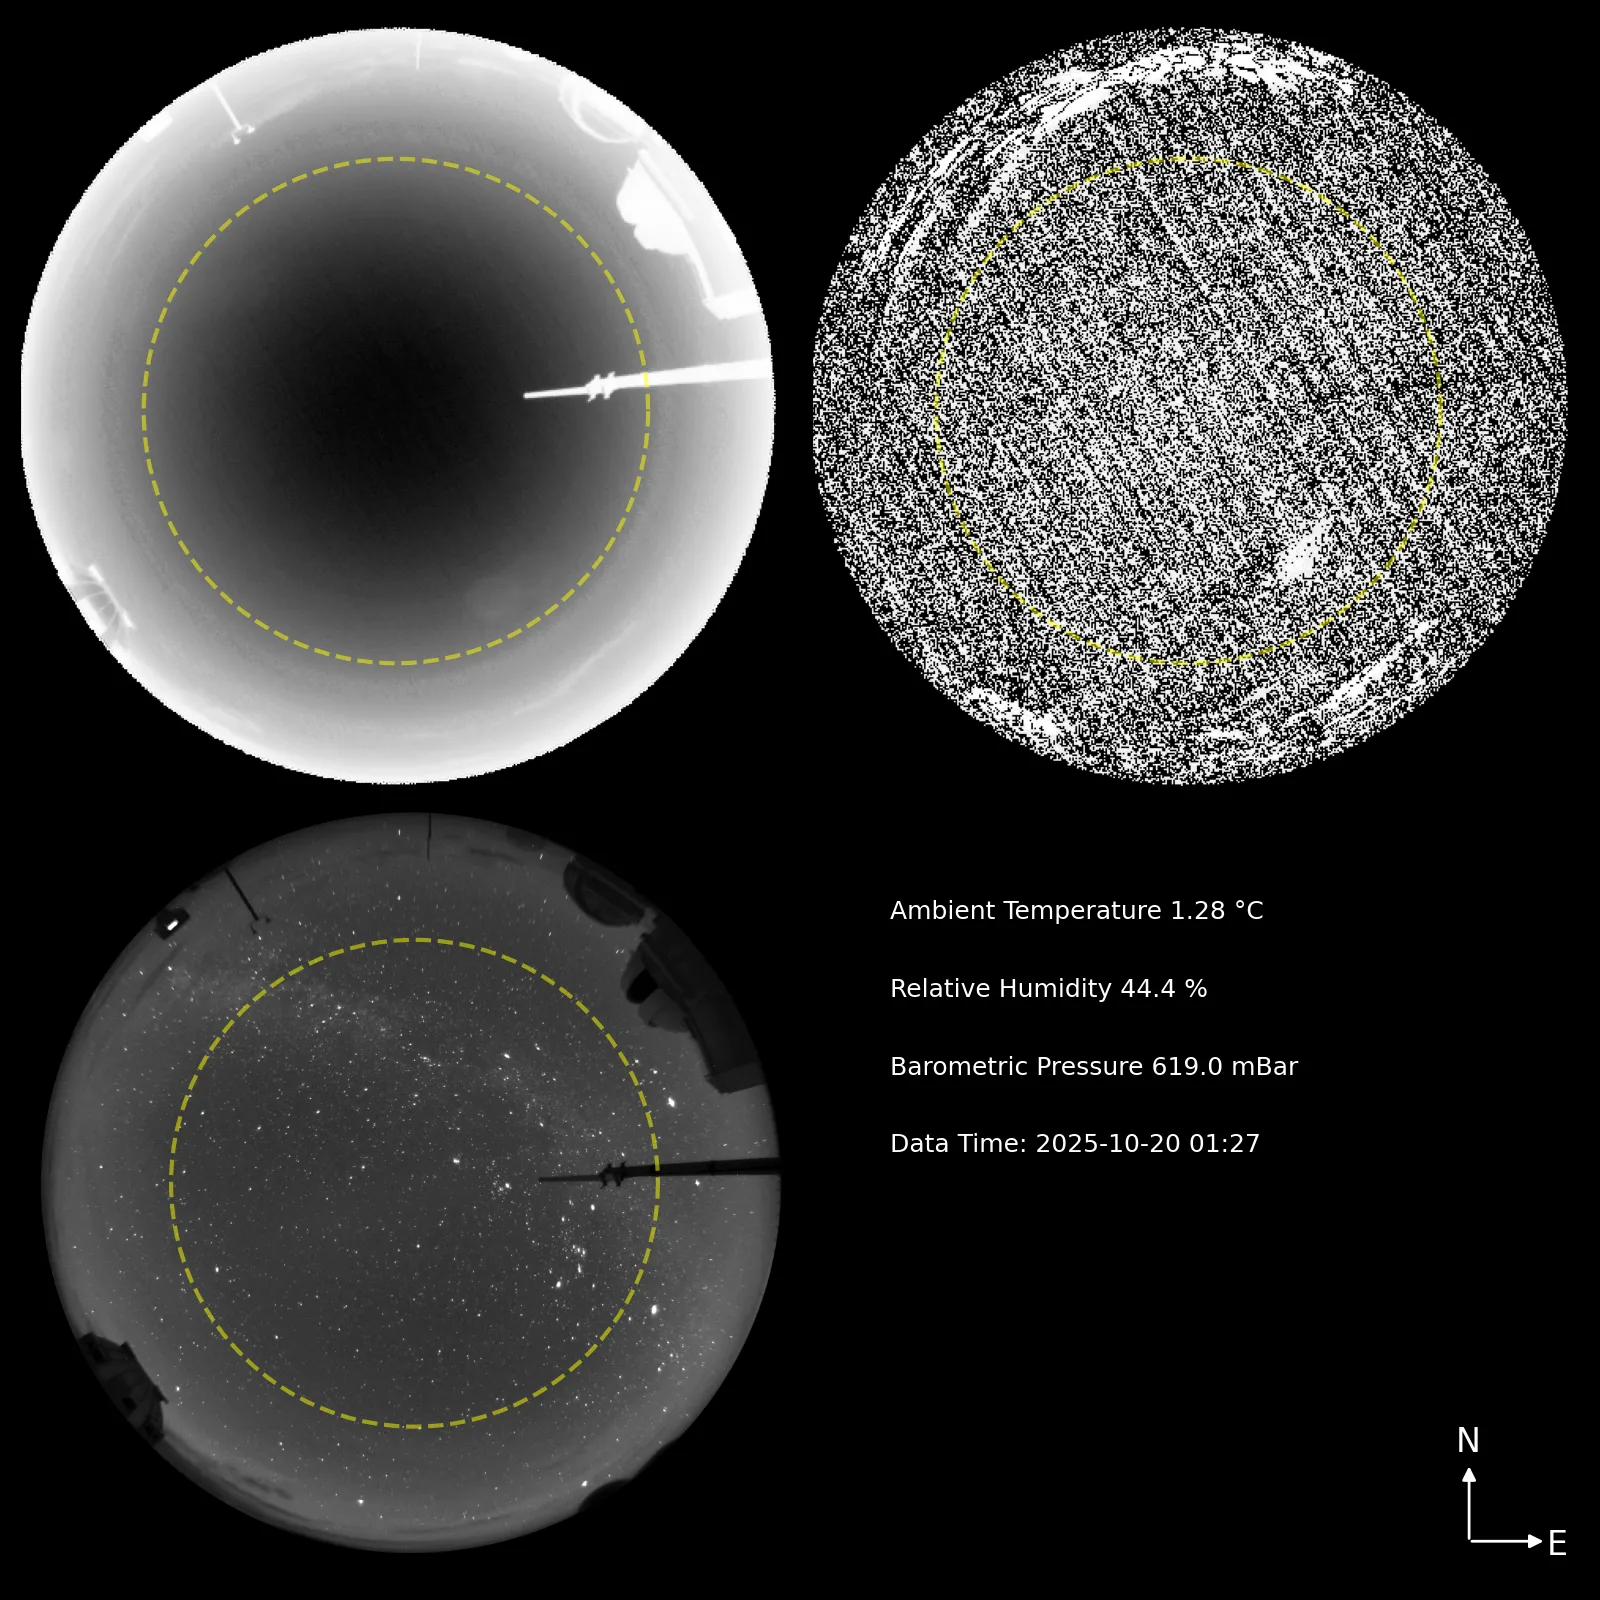 Ambient Temperature 1.28 °C
Relative Humidity 44.4 %
Barometric Pressure 619.0 mBar
Data Time: 2025-10-20 01:27
N
E